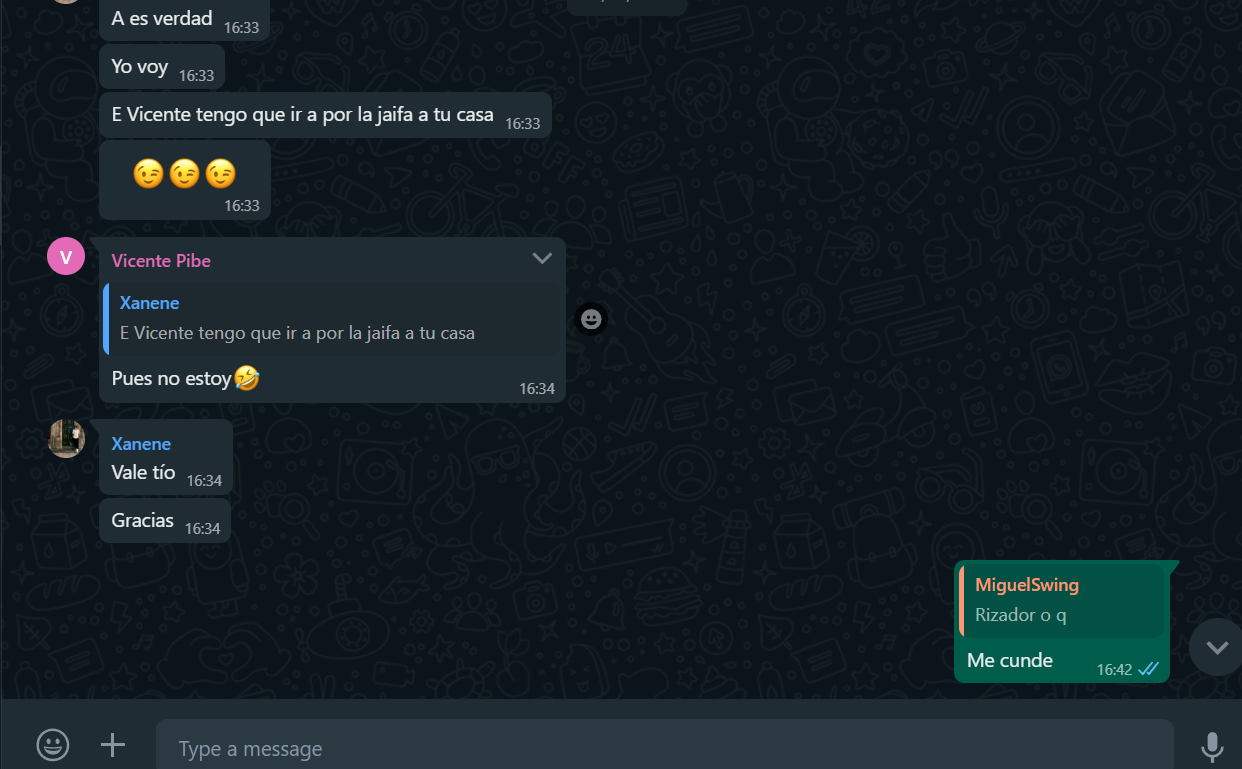 A es verdad 16:33
Yo voy 16:33
E Vicente tengo que ir a por la jaifa a tu casa 16:33
😉😉😉
16:33
V
Vicente Pibe
Xanene
E Vicente tengo que ir a por la jaifa a tu casa
Pues no estoy🤣
16:34
Xanene
Vale tío 16:34
Gracias 16:34
MiguelSwing
Rizador o q
Me cunde 16:42
Type a message